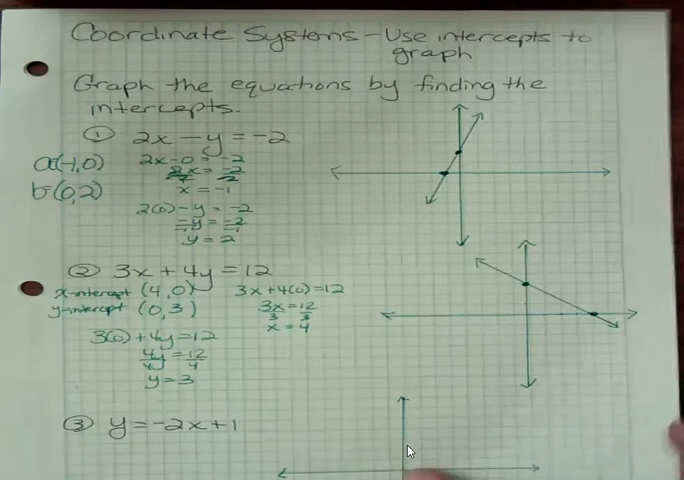 Coordinate Systems - Use intercepts to
graph
Graph the equations by finding the
intercepts.
① 2x - y = -2
a(-1,0)
b=(0,2)
2x - 0 = -2
2x = -2
x = -1
2(0) - y = -2
-y = -2
-1 -1
y = 2
② 3x + 4y = 12
x-intercept (4,0)
y-intercept (0,3)
3x + 4(0) = 12
3x = 12
3 3
x = 4
3(0) + 4y = 12
4y = 12
4 4
y = 3
③ y = -2x + 1